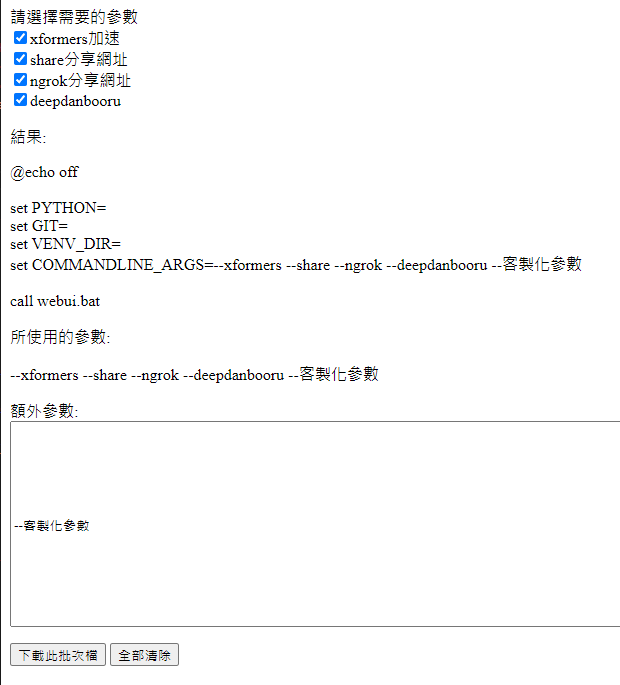 請選擇需要的參數
xformers加速
share分享網址
ngrok分享網址
deepdanbooru
結果:
@echo off
set PYTHON=
set GIT=
set VENV_DIR=
set COMMANDLINE_ARGS=--xformers --share --ngrok --deepdanbooru --客製化參數
call webui.bat
所使用的參數:
--xformers --share --ngrok --deepdanbooru --客製化參數
額外參數:
--客製化參數
下載此批次檔 全部清除